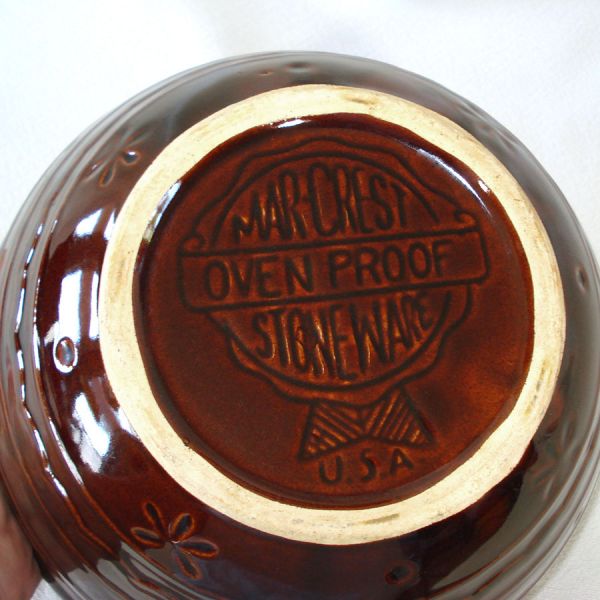 MAR-CREST
OVEN PROOF
STONEWARE
U.S.A